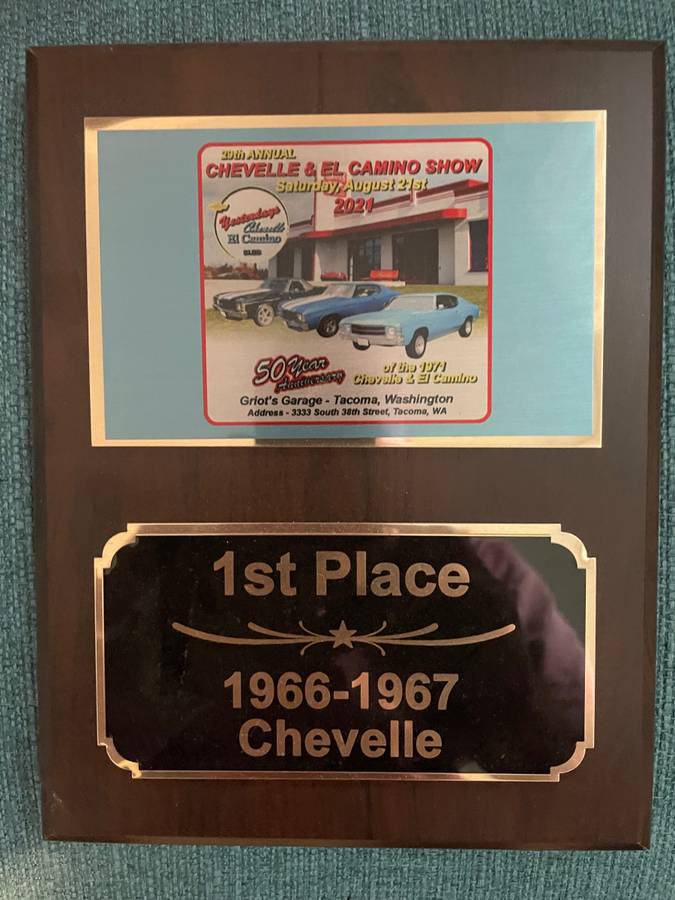 29th ANNUAL
CHEVELLE & EL CAMINO SHOW
Saturday, August 21st
2021
Yesterdays
Chevelle
El Camino
50 Year
Anniversary
of the 1971
Chevelle & El Camino
Griot's Garage - Tacoma, Washington
Address - 3333 South 38th Street, Tacoma, WA
1st Place
1966-1967
Chevelle